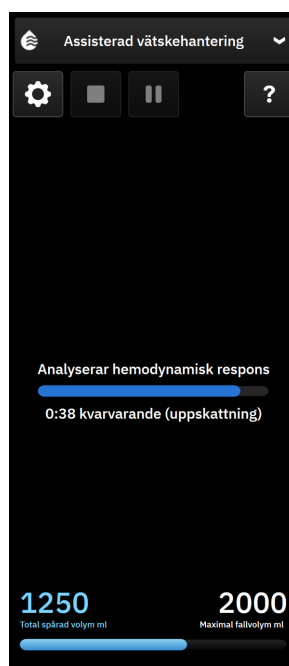 Assisterad vätskehantering
?
Analyserar hemodynamisk respons
0:38 kvarvarande (uppskattning)
1250 2000
Total spårad volym ml Maximal fallvolym ml